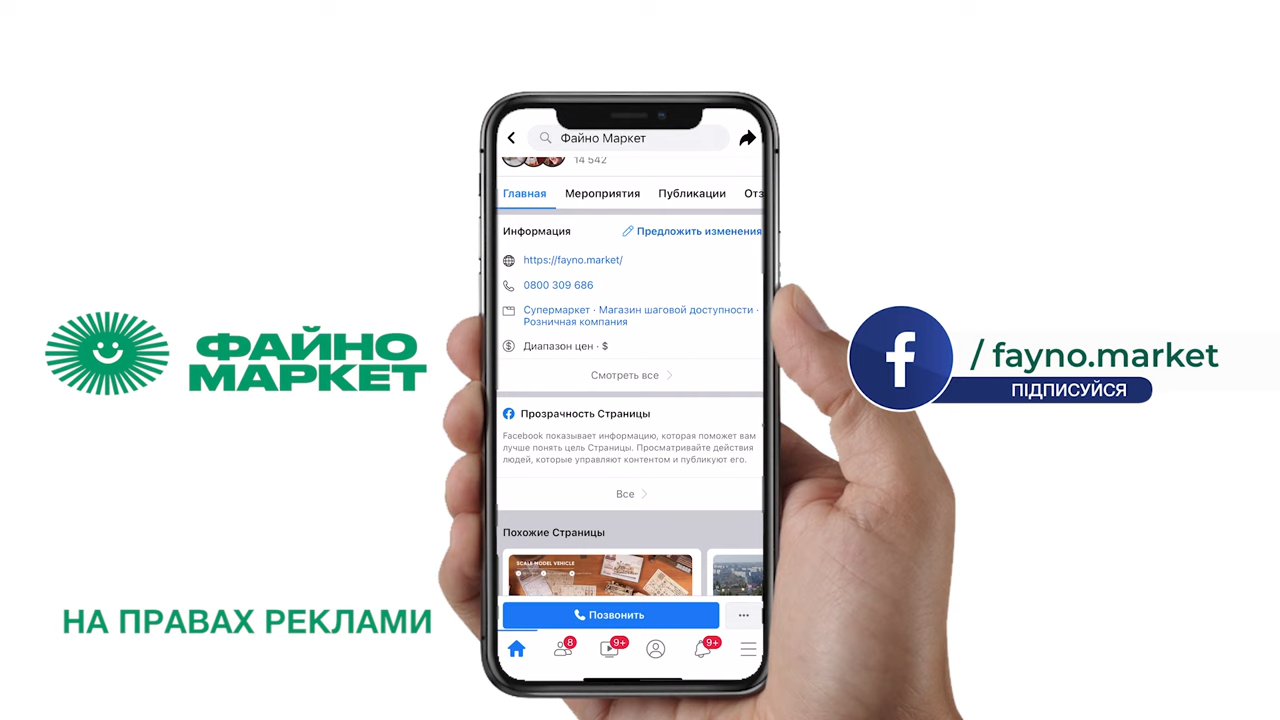 Файно Маркет
14 542
Главная Мероприятия Публикации Отз
Информация Предложить изменения
https://fayno.market/
0800 309 686
Супермаркет · Магазин шаговой доступности ·
Розничная компания
Диапазон цен · $
Смотреть все
Прозрачность Страницы
Facebook показывает информацию, которая поможет вам
лучше понять цель Страницы. Просматривайте действия
людей, которые управляют контентом и публикуют его.
Все
Похожие Страницы
SCALE MODEL VEHICLE
Позвонить
8 9+ 9+
ФАЙНО
МАРКЕТ
/ fayno.market
ПІДПИСУЙСЯ
НА ПРАВАХ РЕКЛАМИ